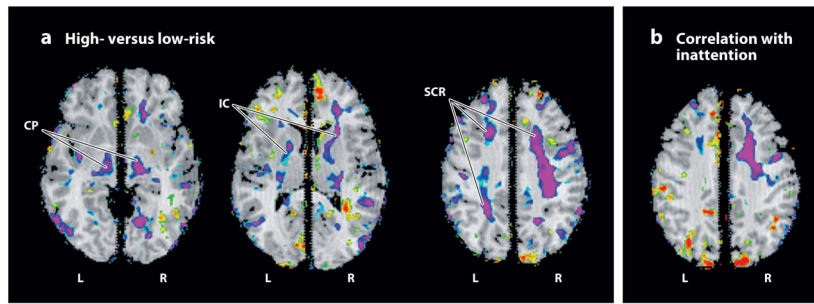 a High- versus low-risk
CP
L R
IC
L R
SCR
L R
b Correlation with
inattention
L R